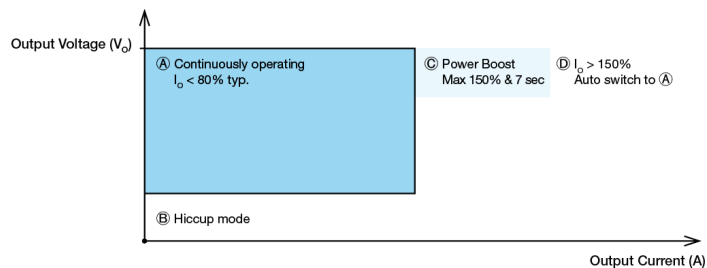 Output Voltage (Vo)
Ⓐ Continuously operating
Io < 80% typ.
Ⓒ Power Boost
Max 150% & 7 sec
Ⓓ Io > 150%
Auto switch to Ⓐ
Ⓑ Hiccup mode
Output Current (A)